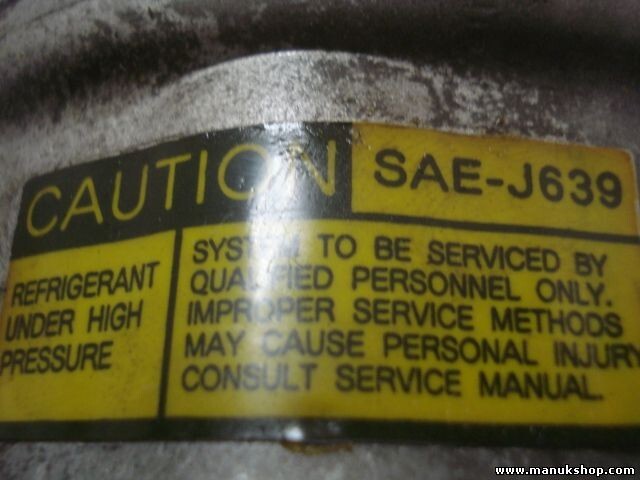 CAUTION
SAE-J639
REFRIGERANT
UNDER HIGH
PRESSURE
SYSTEM TO BE SERVICED BY
QUALIFIED PERSONNEL ONLY.
IMPROPER SERVICE METHODS
MAY CAUSE PERSONAL INJURY
CONSULT SERVICE MANUAL.
www.manukshop.com